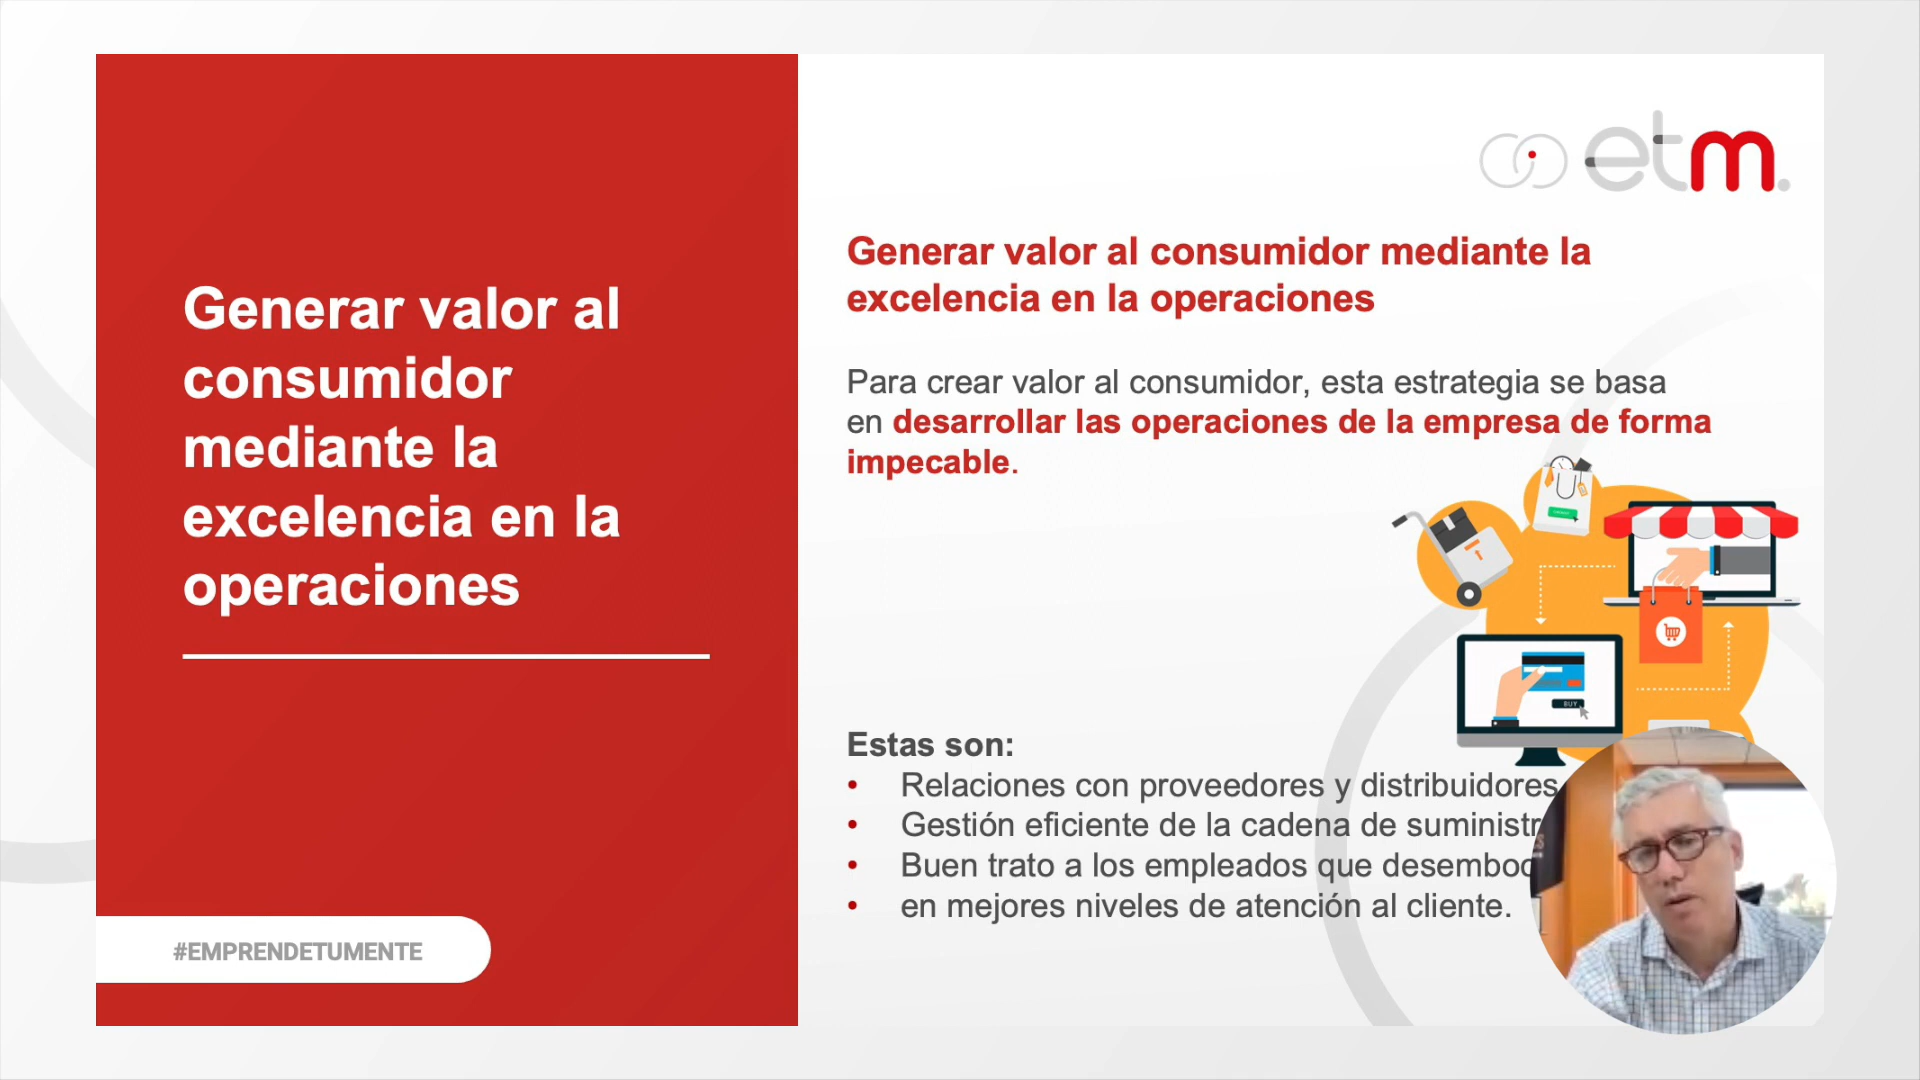 Generar valor al
consumidor
mediante la
excelencia en la
operaciones
#EMPRENDETUMENTE
etm.
Generar valor al consumidor mediante la
excelencia en la operaciones
Para crear valor al consumidor, esta estrategia se basa
en desarrollar las operaciones de la empresa de forma
impecable.
BUY
Estas son:
• Relaciones con proveedores y distribuidores
• Gestión eficiente de la cadena de suministr
• Buen trato a los empleados que desemboc
• en mejores niveles de atención al cliente.